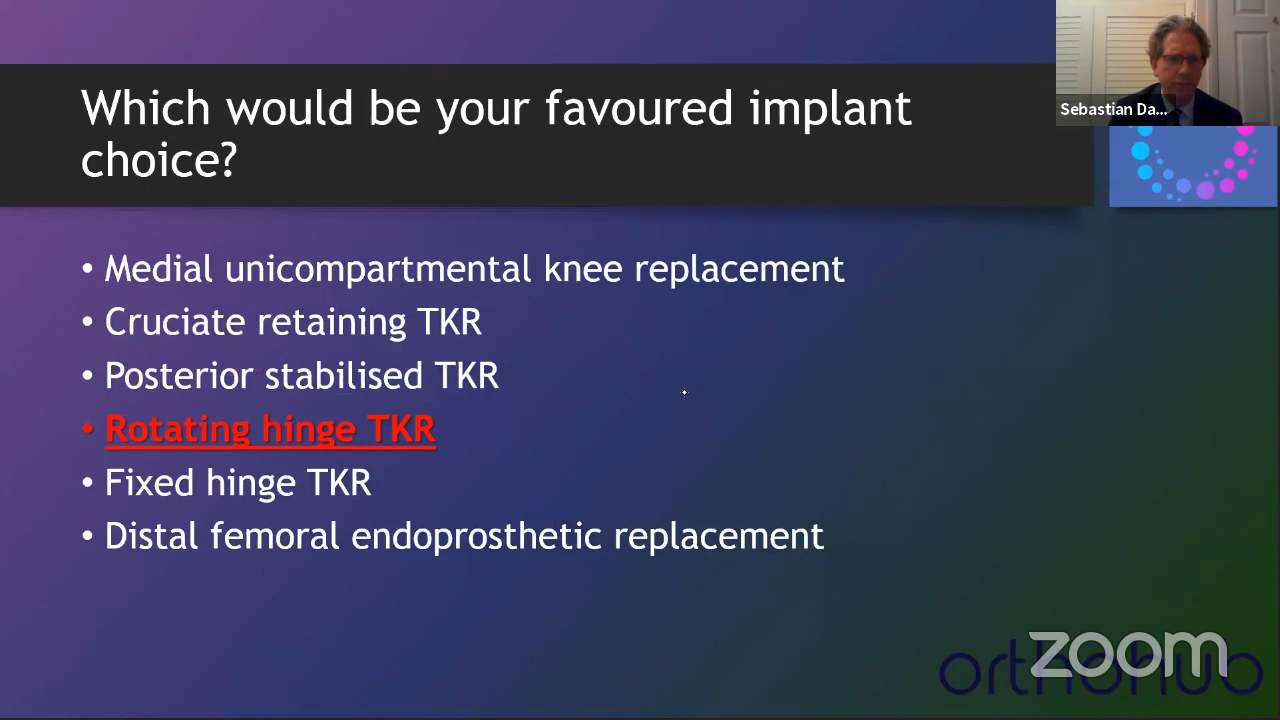 Sebastian Da...
Which would be your favoured implant
choice?
• Medial unicompartmental knee replacement
• Cruciate retaining TKR
• Posterior stabilised TKR
• Rotating hinge TKR
• Fixed hinge TKR
• Distal femoral endoprosthetic replacement
zoom
orthohub